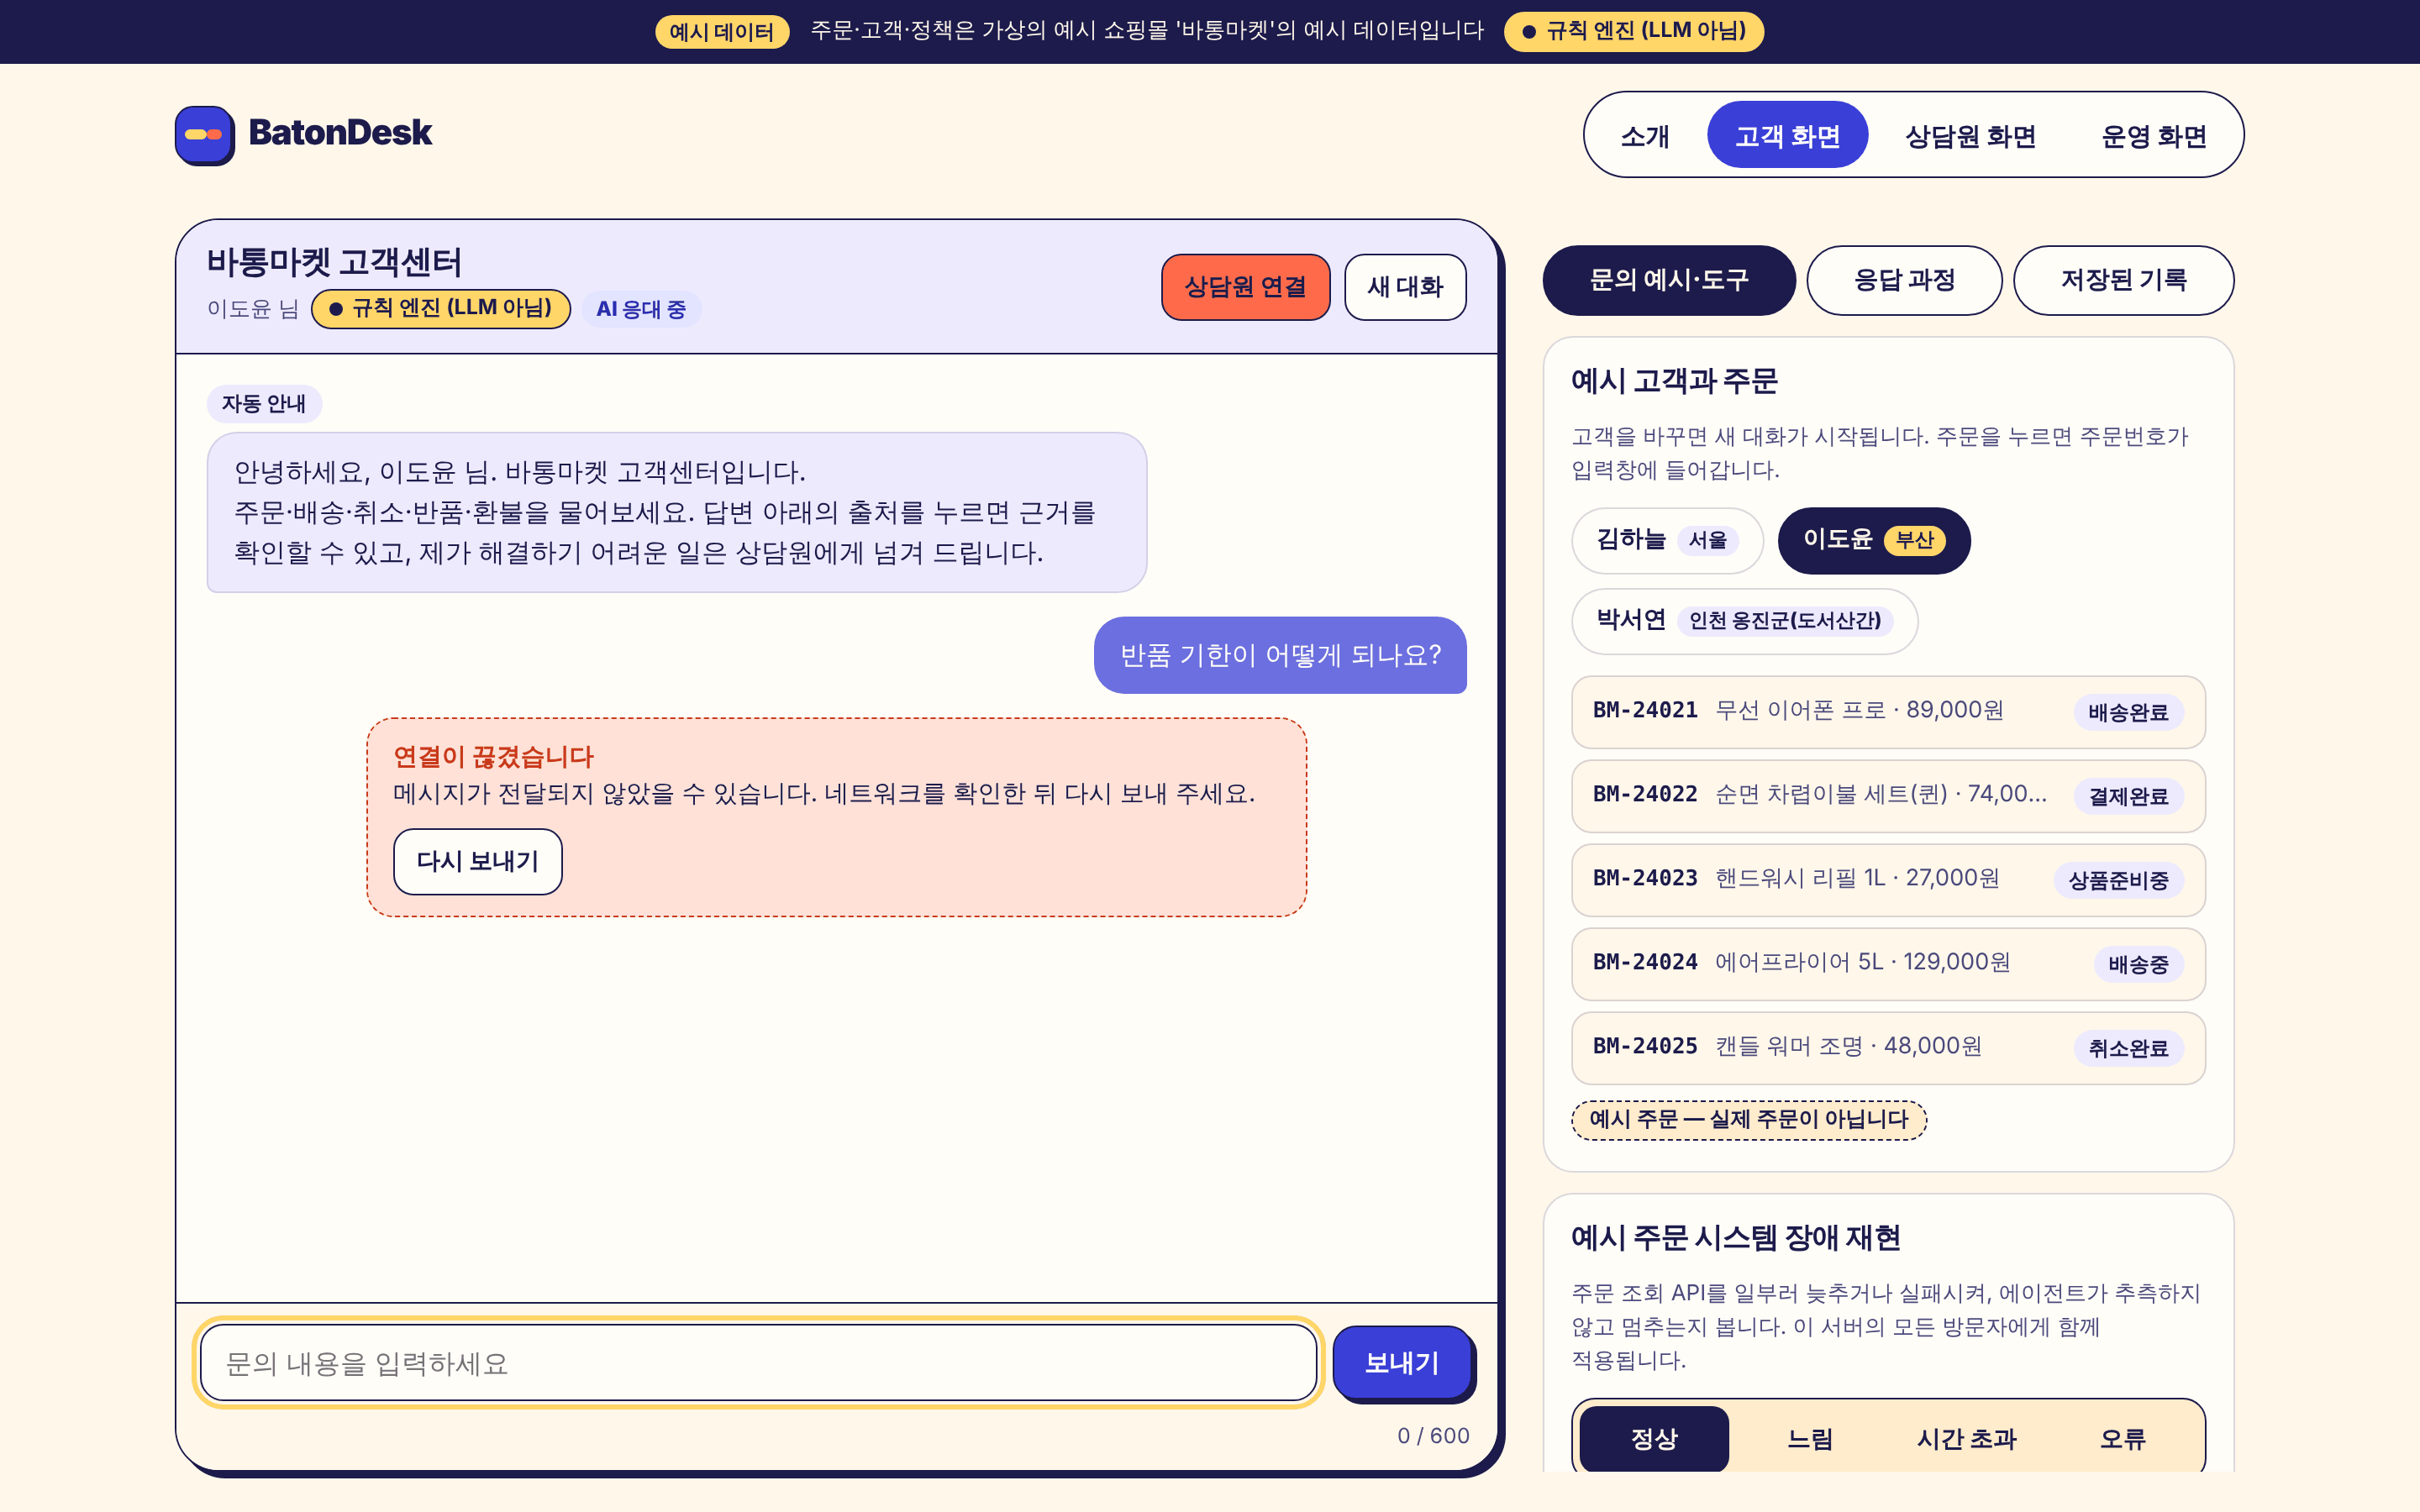 예시 데이터 주문·고객·정책은 가상의 예시 쇼핑몰 '바통마켓'의 예시 데이터입니다 규칙 엔진 (LLM 아님)
BatonDesk
소개 고객 화면 상담원 화면 운영 화면
바통마켓 고객센터
이도윤 님 규칙 엔진 (LLM 아님) AI 응대 중
상담원 연결 새 대화
자동 안내
안녕하세요, 이도윤 님. 바통마켓 고객센터입니다.
주문·배송·취소·반품·환불을 물어보세요. 답변 아래의 출처를 누르면 근거를
확인할 수 있고, 제가 해결하기 어려운 일은 상담원에게 넘겨 드립니다.
반품 기한이 어떻게 되나요?
연결이 끊겼습니다
메시지가 전달되지 않았을 수 있습니다. 네트워크를 확인한 뒤 다시 보내 주세요.
다시 보내기
문의 내용을 입력하세요
보내기
0 / 600
문의 예시·도구 응답 과정 저장된 기록
예시 고객과 주문
고객을 바꾸면 새 대화가 시작됩니다. 주문을 누르면 주문번호가
입력창에 들어갑니다.
김하늘 서울 이도윤 부산
박서연 인천 옹진군(도서산간)
BM-24021 무선 이어폰 프로 · 89,000원 배송완료
BM-24022 순면 차렵이불 세트(퀸) · 74,00... 결제완료
BM-24023 핸드워시 리필 1L · 27,000원 상품준비중
BM-24024 에어프라이어 5L · 129,000원 배송중
BM-24025 캔들 워머 조명 · 48,000원 취소완료
예시 주문 — 실제 주문이 아닙니다
예시 주문 시스템 장애 재현
주문 조회 API를 일부러 늦추거나 실패시켜, 에이전트가 추측하지
않고 멈추는지 봅니다. 이 서버의 모든 방문자에게 함께
적용됩니다.
정상 느림 시간 초과 오류